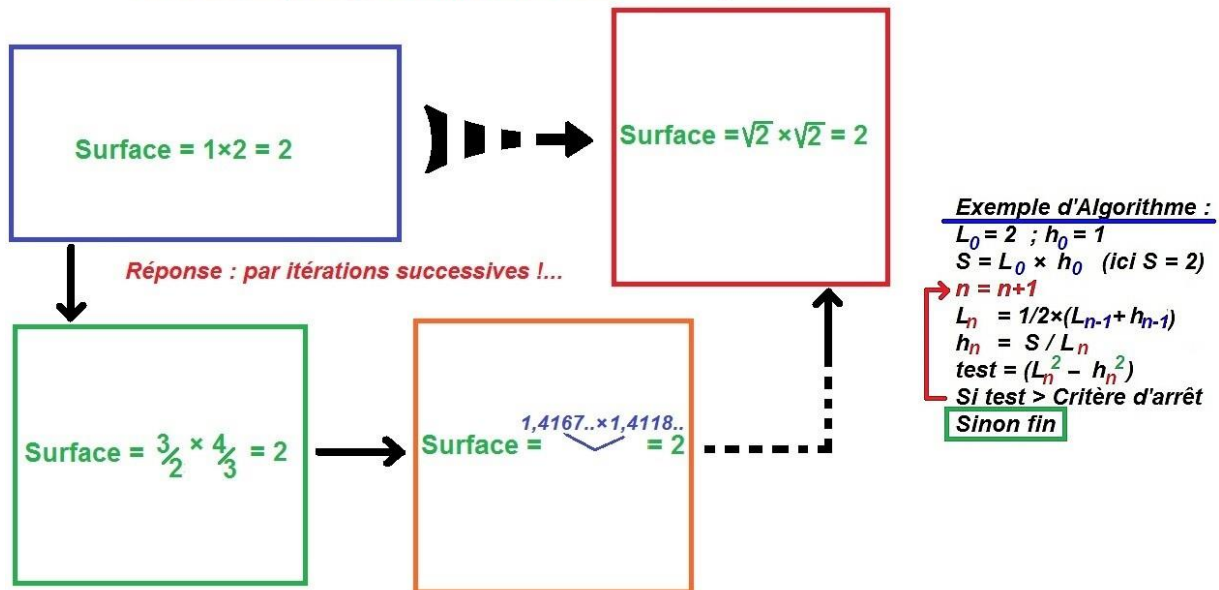 Surface = 1×2 = 2
Surface = √2 × √2 = 2
Réponse : par itérations successives !...
Surface = 3/2 × 4/3 = 2
1,4167..×1,4118..
Surface = = 2
Exemple d'Algorithme :
L0 = 2 ; h0 = 1
S = L0 × h0 (ici S = 2)
n = n+1
Ln = 1/2×(Ln-1 + hn-1)
hn = S / Ln
test = (Ln² – hn²)
Si test > Critère d'arrêt
Sinon fin